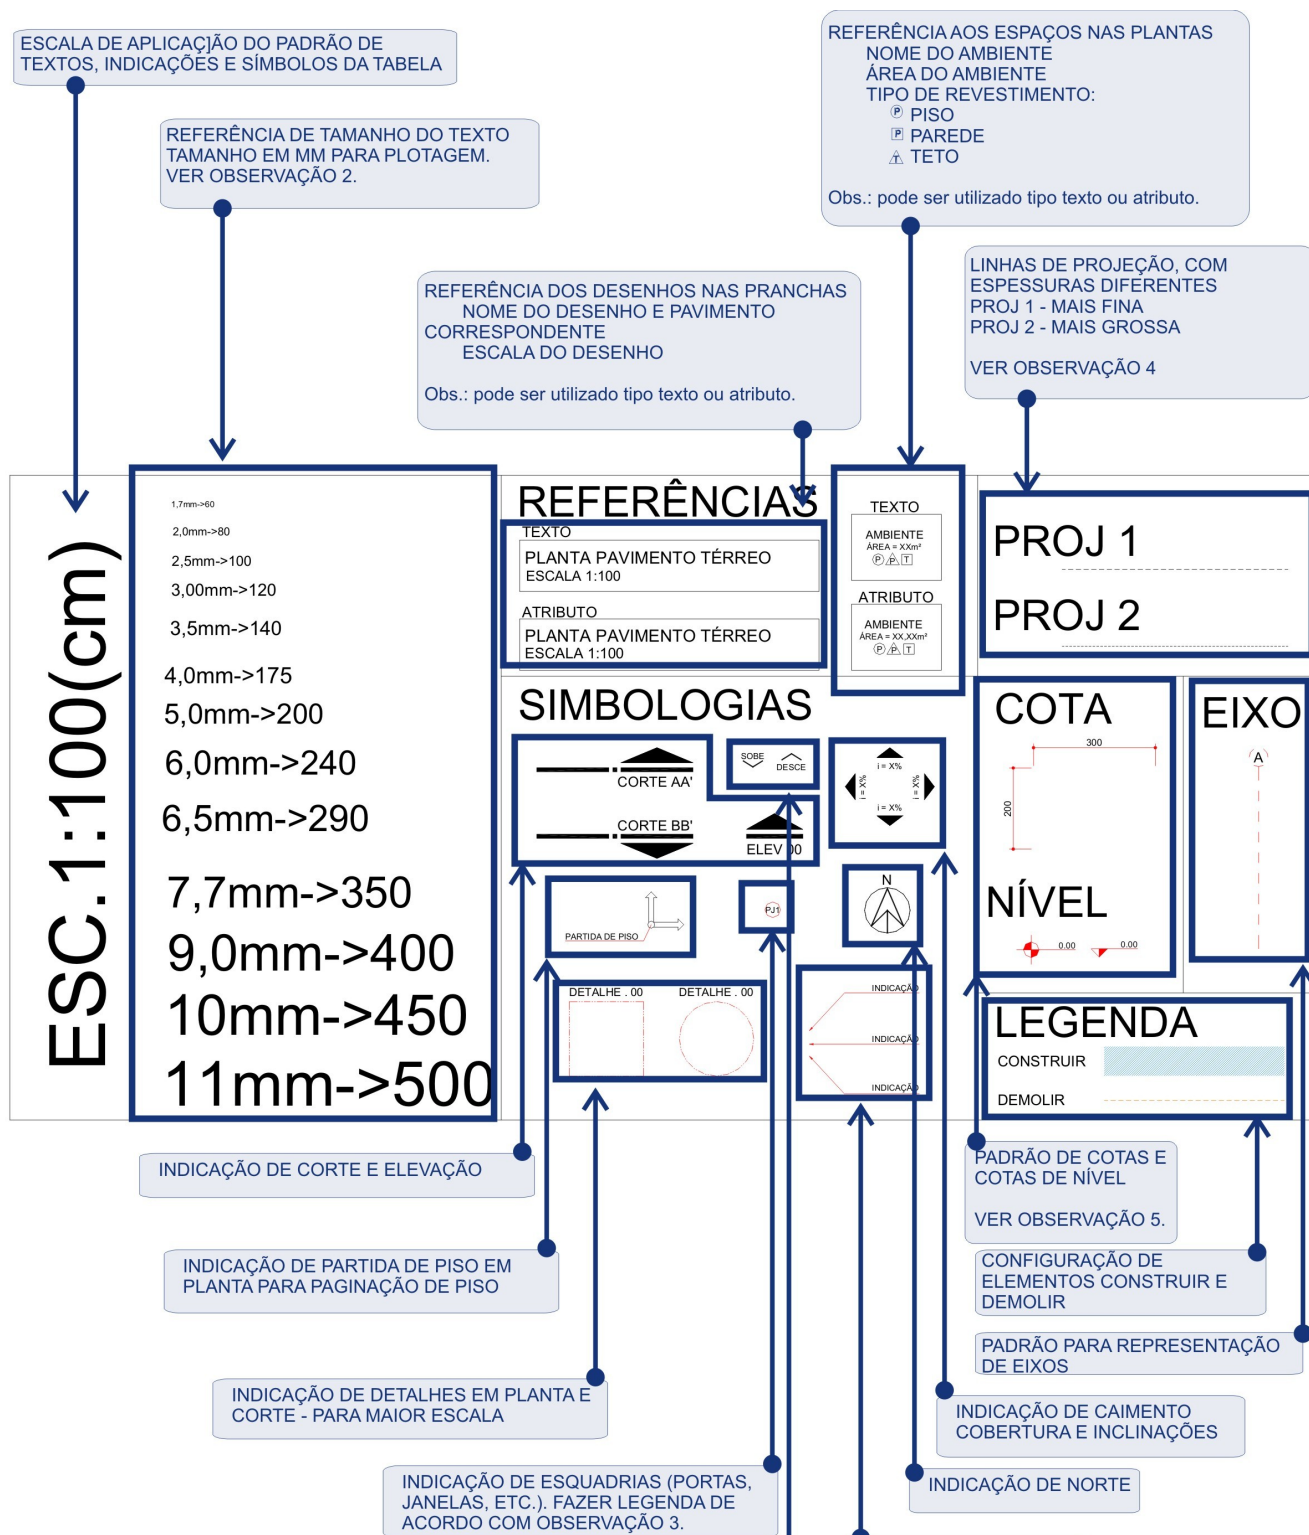 ESCALA DE APLICAÇ]ÃO DO PADRÃO DE
TEXTOS, INDICAÇÕES E SÍMBOLOS DA TABELA
REFERÊNCIA DE TAMANHO DO TEXTO
TAMANHO EM MM PARA PLOTAGEM.
VER OBSERVAÇÃO 2.
REFERÊNCIA AOS ESPAÇOS NAS PLANTAS
NOME DO AMBIENTE
ÁREA DO AMBIENTE
TIPO DE REVESTIMENTO:
P PISO
P PAREDE
T TETO
Obs.: pode ser utilizado tipo texto ou atributo.
REFERÊNCIA DOS DESENHOS NAS PRANCHAS
NOME DO DESENHO E PAVIMENTO
CORRESPONDENTE
ESCALA DO DESENHO
Obs.: pode ser utilizado tipo texto ou atributo.
LINHAS DE PROJEÇÃO, COM
ESPESSURAS DIFERENTES
PROJ 1 - MAIS FINA
PROJ 2 - MAIS GROSSA
VER OBSERVAÇÃO 4
ESC.1:100(cm)
1,7mm->60
2,0mm->80
2,5mm->100
3,00mm->120
3,5mm->140
4,0mm->175
5,0mm->200
6,0mm->240
6,5mm->290
7,7mm->350
9,0mm->400
10mm->450
11mm->500
REFERÊNCIAS
TEXTO
PLANTA PAVIMENTO TÉRREO
ESCALA 1:100
ATRIBUTO
PLANTA PAVIMENTO TÉRREO
ESCALA 1:100
TEXTO
AMBIENTE
ÁREA = XXm²
P P T
ATRIBUTO
AMBIENTE
ÁREA = XX,XXm²
P P T
PROJ 1
PROJ 2
SIMBOLOGIAS
CORTE AA'
CORTE BB'
ELEV 00
SOBE
DESCE
i = X%
i = X%
i = X%
i = X%
PARTIDA DE PISO
PJ1
N
DETALHE . 00
DETALHE . 00
INDICAÇÃO
INDICAÇÃO
INDICAÇÃO
COTA
300
200
NÍVEL
0.00
0.00
EIXO
A
LEGENDA
CONSTRUIR
DEMOLIR
INDICAÇÃO DE CORTE E ELEVAÇÃO
PADRÃO DE COTAS E
COTAS DE NÍVEL
VER OBSERVAÇÃO 5.
INDICAÇÃO DE PARTIDA DE PISO EM
PLANTA PARA PAGINAÇÃO DE PISO
CONFIGURAÇÃO DE
ELEMENTOS CONSTRUIR E
DEMOLIR
PADRÃO PARA REPRESENTAÇÃO
DE EIXOS
INDICAÇÃO DE DETALHES EM PLANTA E
CORTE - PARA MAIOR ESCALA
INDICAÇÃO DE CAIMENTO
COBERTURA E INCLINAÇÕES
INDICAÇÃO DE ESQUADRIAS (PORTAS,
JANELAS, ETC.). FAZER LEGENDA DE
ACORDO COM OBSERVAÇÃO 3.
INDICAÇÃO DE NORTE